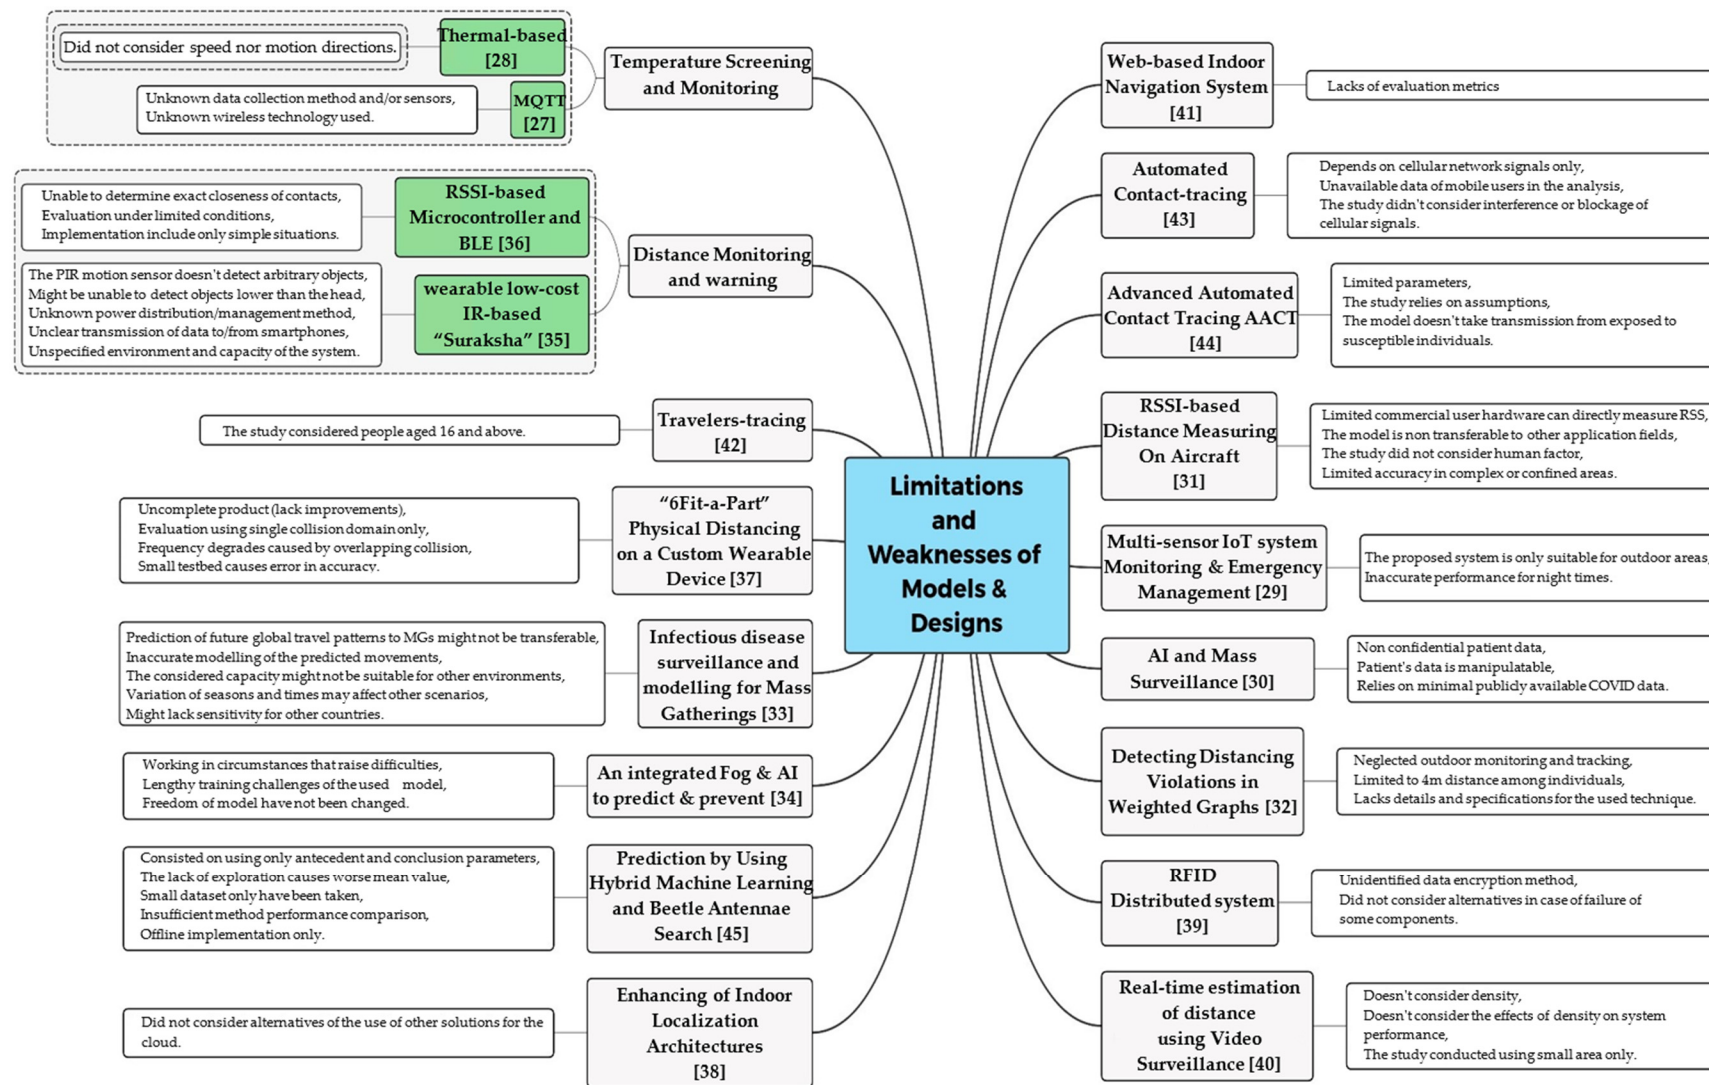 Did not consider speed nor motion directions.
Thermal-based
[28]
Unknown data collection method and/or sensors,
Unknown wireless technology used.
MQTT
[27]
Temperature Screening
and Monitoring
Unable to determine exact closeness of contacts,
Evaluation under limited conditions,
Implementation include only simple situations.
RSSI-based
Microcontroller and
BLE [36]
The PIR motion sensor doesn't detect arbitrary objects,
Might be unable to detect objects lower than the head,
Unknown power distribution/management method,
Unclear transmission of data to/from smartphones,
Unspecified environment and capacity of the system.
wearable low-cost
IR-based
“Suraksha” [35]
Distance Monitoring
and warning
The study considered people aged 16 and above.
Travelers-tracing
[42]
Uncomplete product (lack improvements),
Evaluation using single collision domain only,
Frequency degrades caused by overlapping collision,
Small testbed causes error in accuracy.
“6Fit-a-Part”
Physical Distancing
on a Custom Wearable
Device [37]
Prediction of future global travel patterns to MGs might not be transferable,
Inaccurate modelling of the predicted movements,
The considered capacity might not be suitable for other environments,
Variation of seasons and times may affect other scenarios,
Might lack sensitivity for other countries.
Infectious disease
surveillance and
modelling for Mass
Gatherings [33]
Working in circumstances that raise difficulties,
Lengthy training challenges of the used model,
Freedom of model have not been changed.
An integrated Fog & AI
to predict & prevent [34]
Consisted on using only antecedent and conclusion parameters,
The lack of exploration causes worse mean value,
Small dataset only have been taken,
Insufficient method performance comparison,
Offline implementation only.
Prediction by Using
Hybrid Machine Learning
and Beetle Antennae
Search [45]
Did not consider alternatives of the use of other solutions for the
cloud.
Enhancing of Indoor
Localization
Architectures
[38]
Limitations
and
Weaknesses of
Models &
Designs
Web-based Indoor
Navigation System
[41]
Lacks of evaluation metrics
Automated
Contact-tracing
[43]
Depends on cellular network signals only,
Unavailable data of mobile users in the analysis,
The study didn't consider interference or blockage of
cellular signals.
Advanced Automated
Contact Tracing AACT
[44]
Limited parameters,
The study relies on assumptions,
The model doesn't take transmission from exposed to
susceptible individuals.
RSSI-based
Distance Measuring
On Aircraft
[31]
Limited commercial user hardware can directly measure RSS,
The model is non transferable to other application fields,
The study did not consider human factor,
Limited accuracy in complex or confined areas.
Multi-sensor IoT system
Monitoring & Emergency
Management [29]
The proposed system is only suitable for outdoor areas,
Inaccurate performance for night times.
AI and Mass
Surveillance [30]
Non confidential patient data,
Patient's data is manipulatable,
Relies on minimal publicly available COVID data.
Detecting Distancing
Violations in
Weighted Graphs [32]
Neglected outdoor monitoring and tracking,
Limited to 4m distance among individuals,
Lacks details and specifications for the used technique.
RFID
Distributed system
[39]
Unidentified data encryption method,
Did not consider alternatives in case of failure of
some components.
Real-time estimation
of distance
using Video
Surveillance [40]
Doesn't consider density,
Doesn't consider the effects of density on system
performance,
The study conducted using small area only.